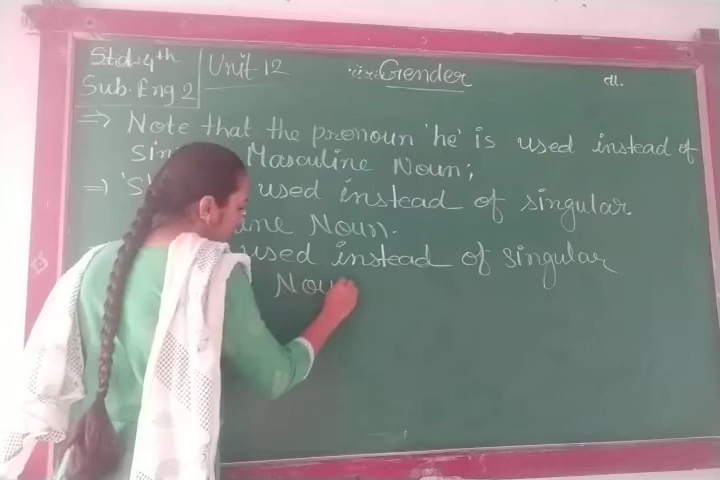 Std:-4th
Unit 12
Gender
dt.
Sub. Eng 2
⇒ Note that the pronoun 'he' is used instead of
Masculine Noun;
⇒ used instead of singular
Noun.
used instead of singular